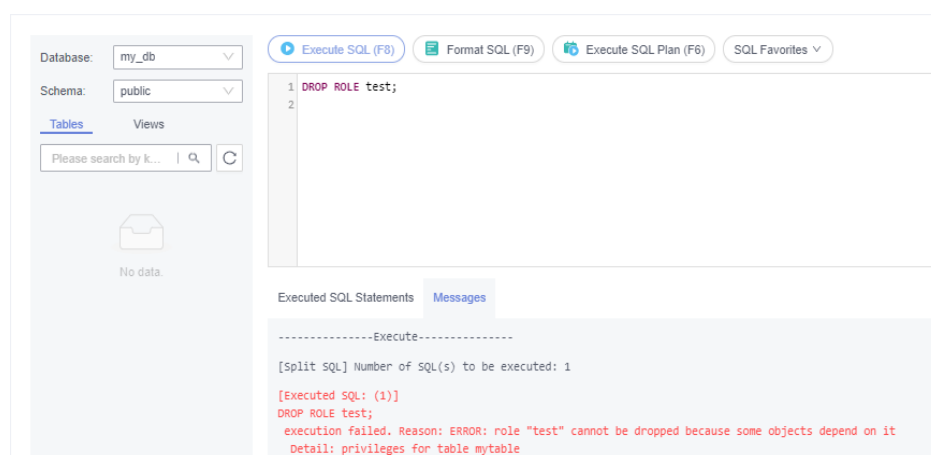 Database: my_db
Schema: public
Tables Views
Please search by k...
No data.
Execute SQL (F8) Format SQL (F9) Execute SQL Plan (F6) SQL Favorites
1 DROP ROLE test;
2
Executed SQL Statements Messages
---------------Execute---------------
[Split SQL] Number of SQL(s) to be executed: 1
[Executed SQL: (1)]
DROP ROLE test;
execution failed. Reason: ERROR: role "test" cannot be dropped because some objects depend on it
Detail: privileges for table mytable